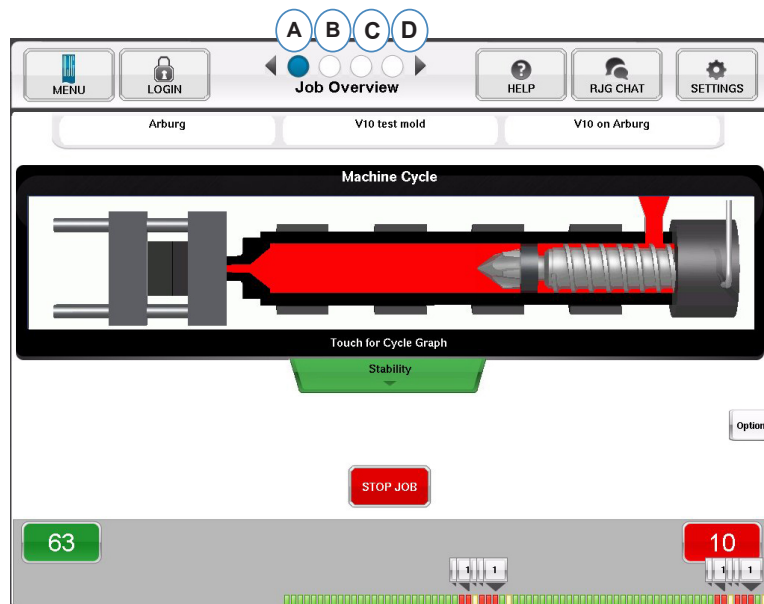 A B C D
MENU LOGIN Job Overview HELP RJG CHAT SETTINGS
Arburg V10 test mold V10 on Arburg
Machine Cycle
Touch for Cycle Graph
Stability
Option
STOP JOB
63 10
1 1 1 1